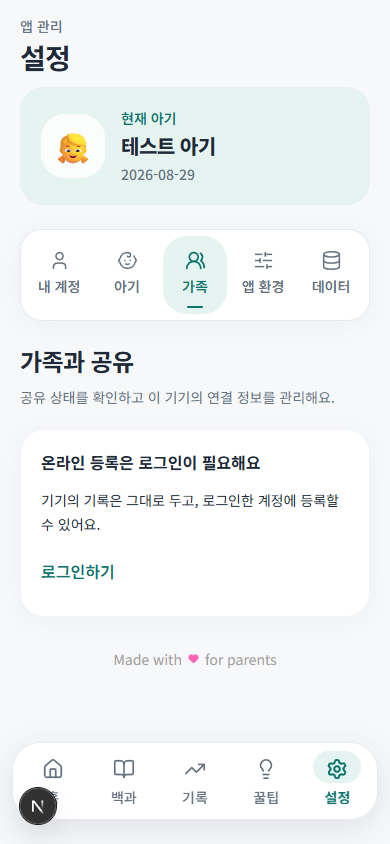 앱 관리
설정
현재 아기
테스트 아기
2026-08-29
내 계정
아기
가족
앱 환경
데이터
가족과 공유
공유 상태를 확인하고 이 기기의 연결 정보를 관리해요.
온라인 등록은 로그인이 필요해요
기기의 기록은 그대로 두고, 로그인한 계정에 등록할
수 있어요.
로그인하기
Made with for parents
백과
기록
꿀팁
설정
N